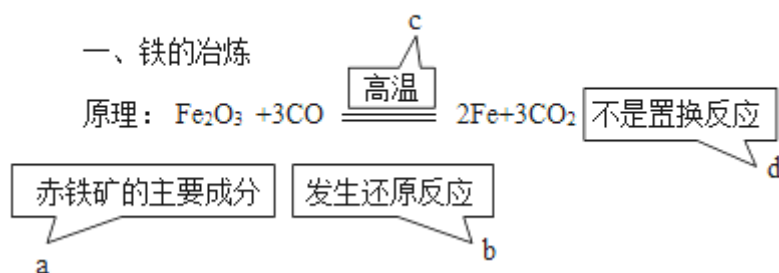 c
一、铁的冶炼
高温
原理： Fe₂O₃ +3CO ══ 2Fe+3CO₂ 不是置换反应
d
赤铁矿的主要成分 发生还原反应
a b